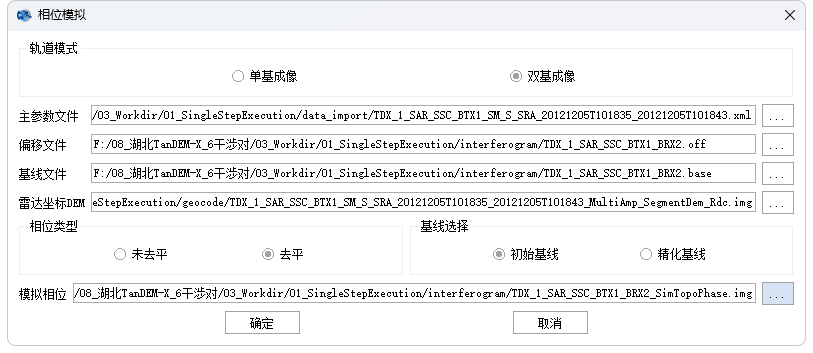 相位模拟
轨道模式
单基成像
双基成像
主参数文件 /03_Workdir/01_SingleStepExecution/data_import/TDX_1_SAR_SSC_BTX1_SM_S_SRA_20121205T101835_20121205T101843.xml ...
偏移文件 F:/08_湖北TanDEM-X_6干涉对/03_Workdir/01_SingleStepExecution/interferogram/TDX_1_SAR_SSC_BTX1_BRX2.off ...
基线文件 F:/08_湖北TanDEM-X_6干涉对/03_Workdir/01_SingleStepExecution/interferogram/TDX_1_SAR_SSC_BTX1_BRX2.base ...
雷达坐标DEM eStepExecution/geocode/TDX_1_SAR_SSC_BTX1_SM_S_SRA_20121205T101835_20121205T101843_MultiAmp_SegmentDem_Rdc.img ...
相位类型
未去平
去平
基线选择
初始基线
精化基线
模拟相位 /08_湖北TanDEM-X_6干涉对/03_Workdir/01_SingleStepExecution/interferogram/TDX_1_SAR_SSC_BTX1_BRX2_SimTopoPhase.img ...
确定
取消